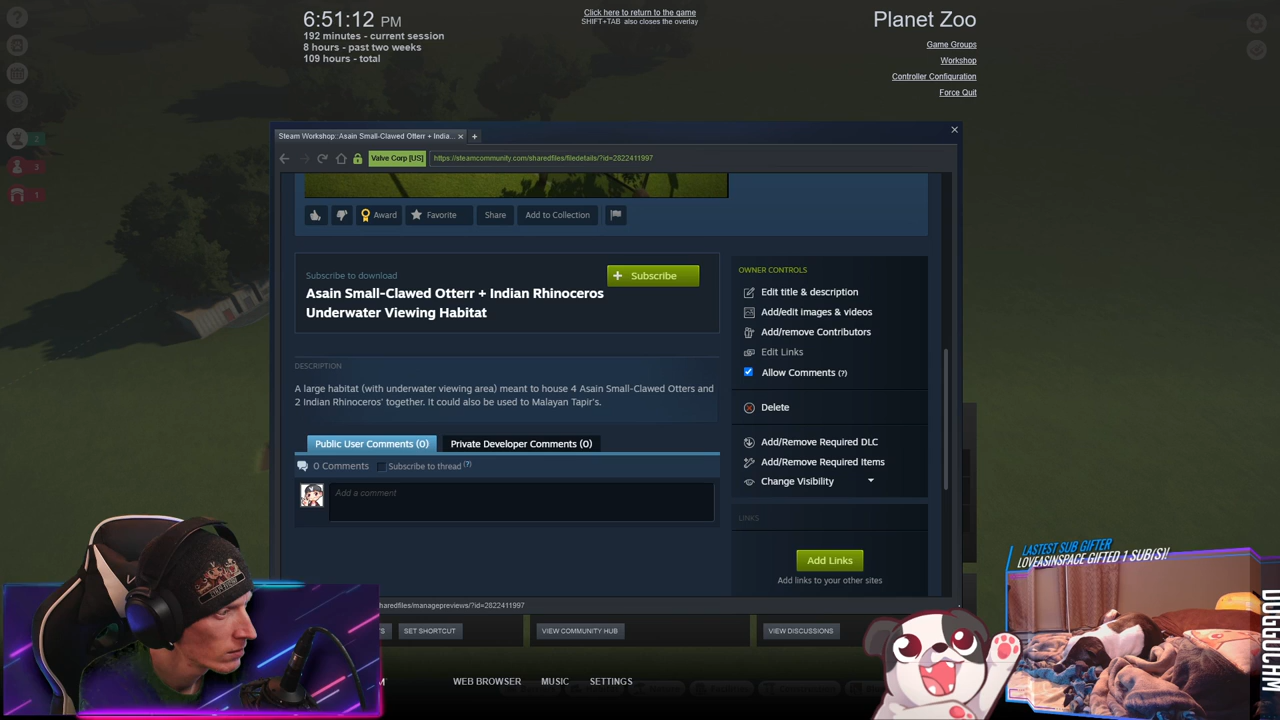 6:51:12 PM
192 minutes - current session
8 hours - past two weeks
109 hours - total
Click here to return to the game
SHIFT+TAB also closes the overlay
Planet Zoo
Game Groups
Workshop
Controller Configuration
Force Quit
2
3
1
Steam Workshop::Asain Small-Clawed Otterr + India...
Valve Corp [US]
https://steamcommunity.com/sharedfiles/filedetails/?id=2822411997
Award
Favorite
Share
Add to Collection
Subscribe to download
Asain Small-Clawed Otterr + Indian Rhinoceros
Underwater Viewing Habitat
Subscribe
DESCRIPTION
A large habitat (with underwater viewing area) meant to house 4 Asain Small-Clawed Otters and
2 Indian Rhinoceros' together. It could also be used to Malayan Tapir's.
Public User Comments (0)
Private Developer Comments (0)
0 Comments
Subscribe to thread (?)
Add a comment
OWNER CONTROLS
Edit title & description
Add/edit images & videos
Add/remove Contributors
Edit Links
Allow Comments (?)
Delete
Add/Remove Required DLC
Add/Remove Required Items
Change Visibility
LINKS
Add Links
Add links to your other sites
sharedfiles/managepreviews/?id=2822411997
SET SHORTCUT
VIEW COMMUNITY HUB
VIEW DISCUSSIONS
WEB BROWSER
MUSIC
SETTINGS
LASTEST SUB GIFTER
LOVEASINSPACE GIFTED 1 SUB(S)!
DOGGOCAM